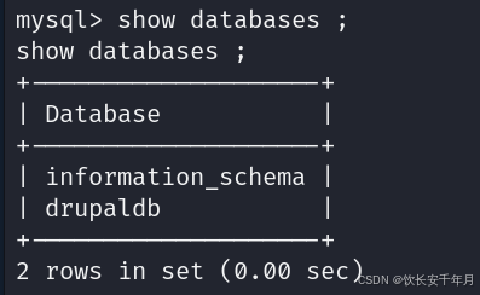 mysql> show databases ;
show databases ;
+--------------------+
| Database           |
+--------------------+
| information_schema |
| drupaldb           |
+--------------------+
2 rows in set (0.00 sec)
CSDN @饮长安千年月